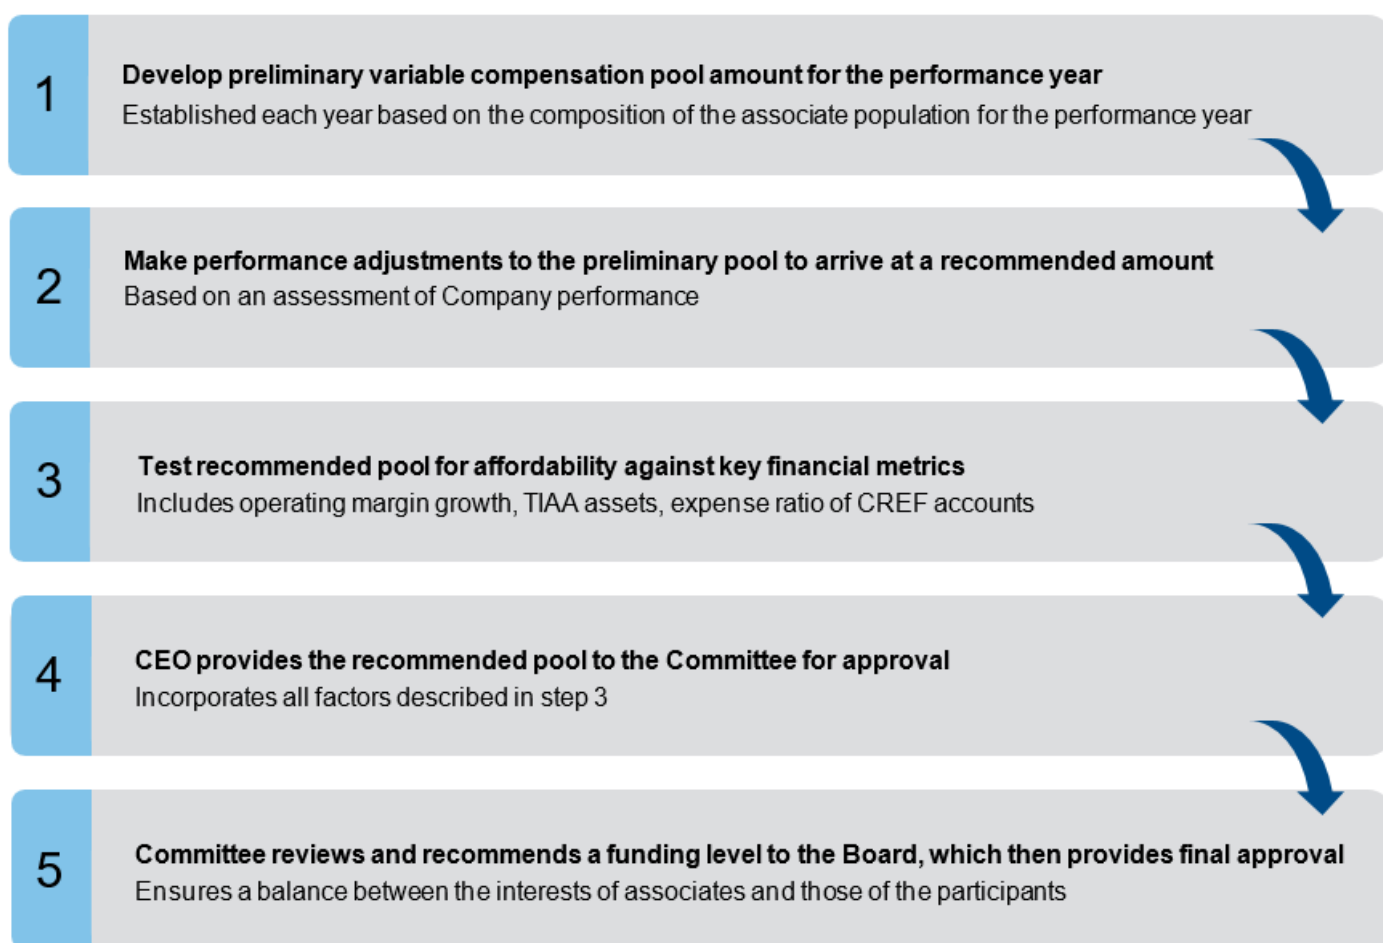 1
Develop preliminary variable compensation pool amount for the performance year
Established each year based on the composition of the associate population for the performance year
2
Make performance adjustments to the preliminary pool to arrive at a recommended amount
Based on an assessment of Company performance
3
Test recommended pool for affordability against key financial metrics
Includes operating margin growth, TIAA assets, expense ratio of CREF accounts
4
CEO provides the recommended pool to the Committee for approval
Incorporates all factors described in step 3
5
Committee reviews and recommends a funding level to the Board, which then provides final approval
Ensures a balance between the interests of associates and those of the participants